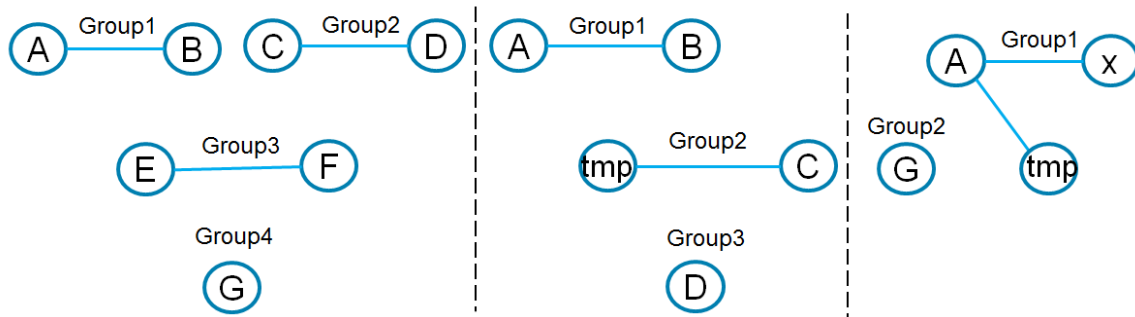 Group1
A B
Group2
C D
Group3
E F
Group4
G
Group1
A B
Group2
tmp C
Group3
D
Group1
A x
Group2
G tmp